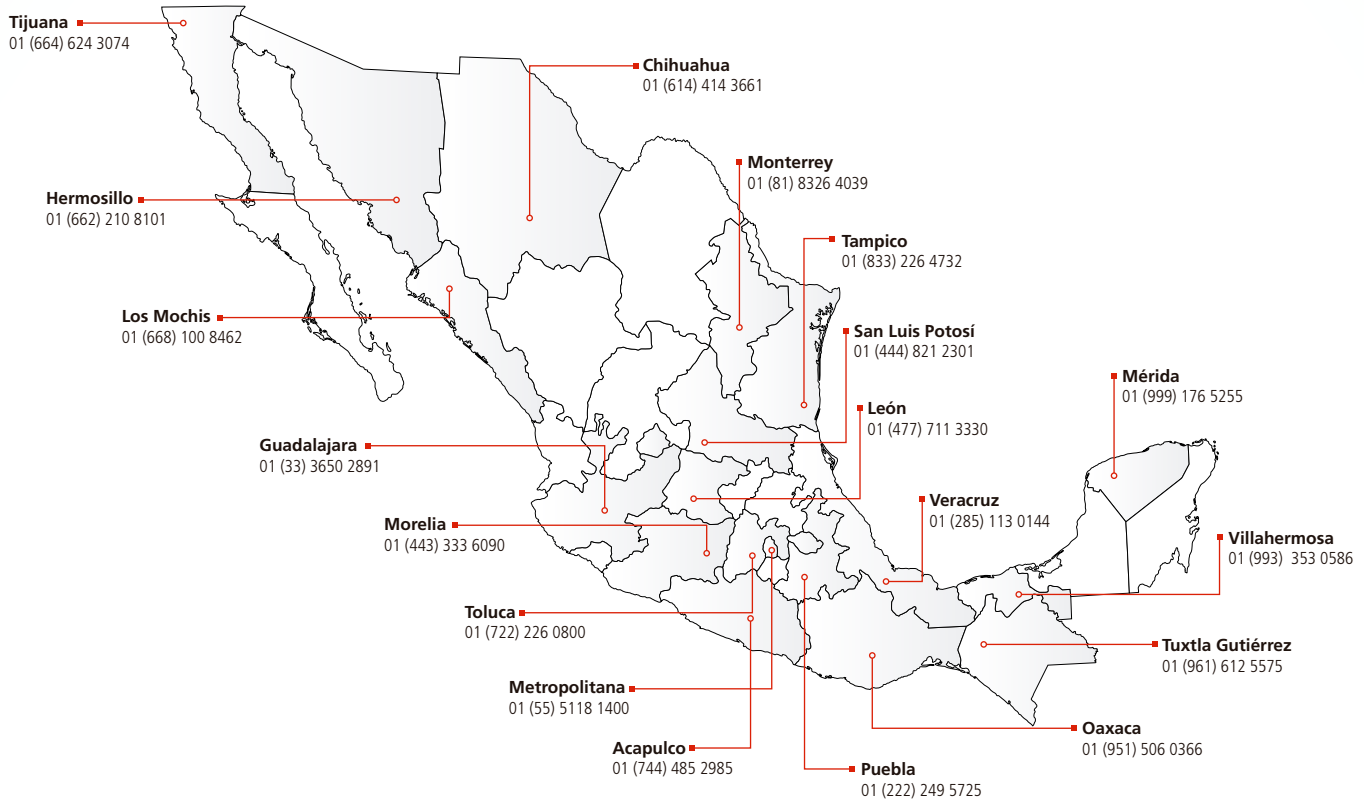 Tijuana
01 (664) 624 3074
Chihuahua
01 (614) 414 3661
Monterrey
01 (81) 8326 4039
Hermosillo
01 (662) 210 8101
Tampico
01 (833) 226 4732
Los Mochis
01 (668) 100 8462
San Luis Potosí
01 (444) 821 2301
Mérida
01 (999) 176 5255
León
01 (477) 711 3330
Guadalajara
01 (33) 3650 2891
Veracruz
01 (285) 113 0144
Morelia
01 (443) 333 6090
Villahermosa
01 (993) 353 0586
Toluca
01 (722) 226 0800
Tuxtla Gutiérrez
01 (961) 612 5575
Metropolitana
01 (55) 5118 1400
Oaxaca
01 (951) 506 0366
Acapulco
01 (744) 485 2985
Puebla
01 (222) 249 5725